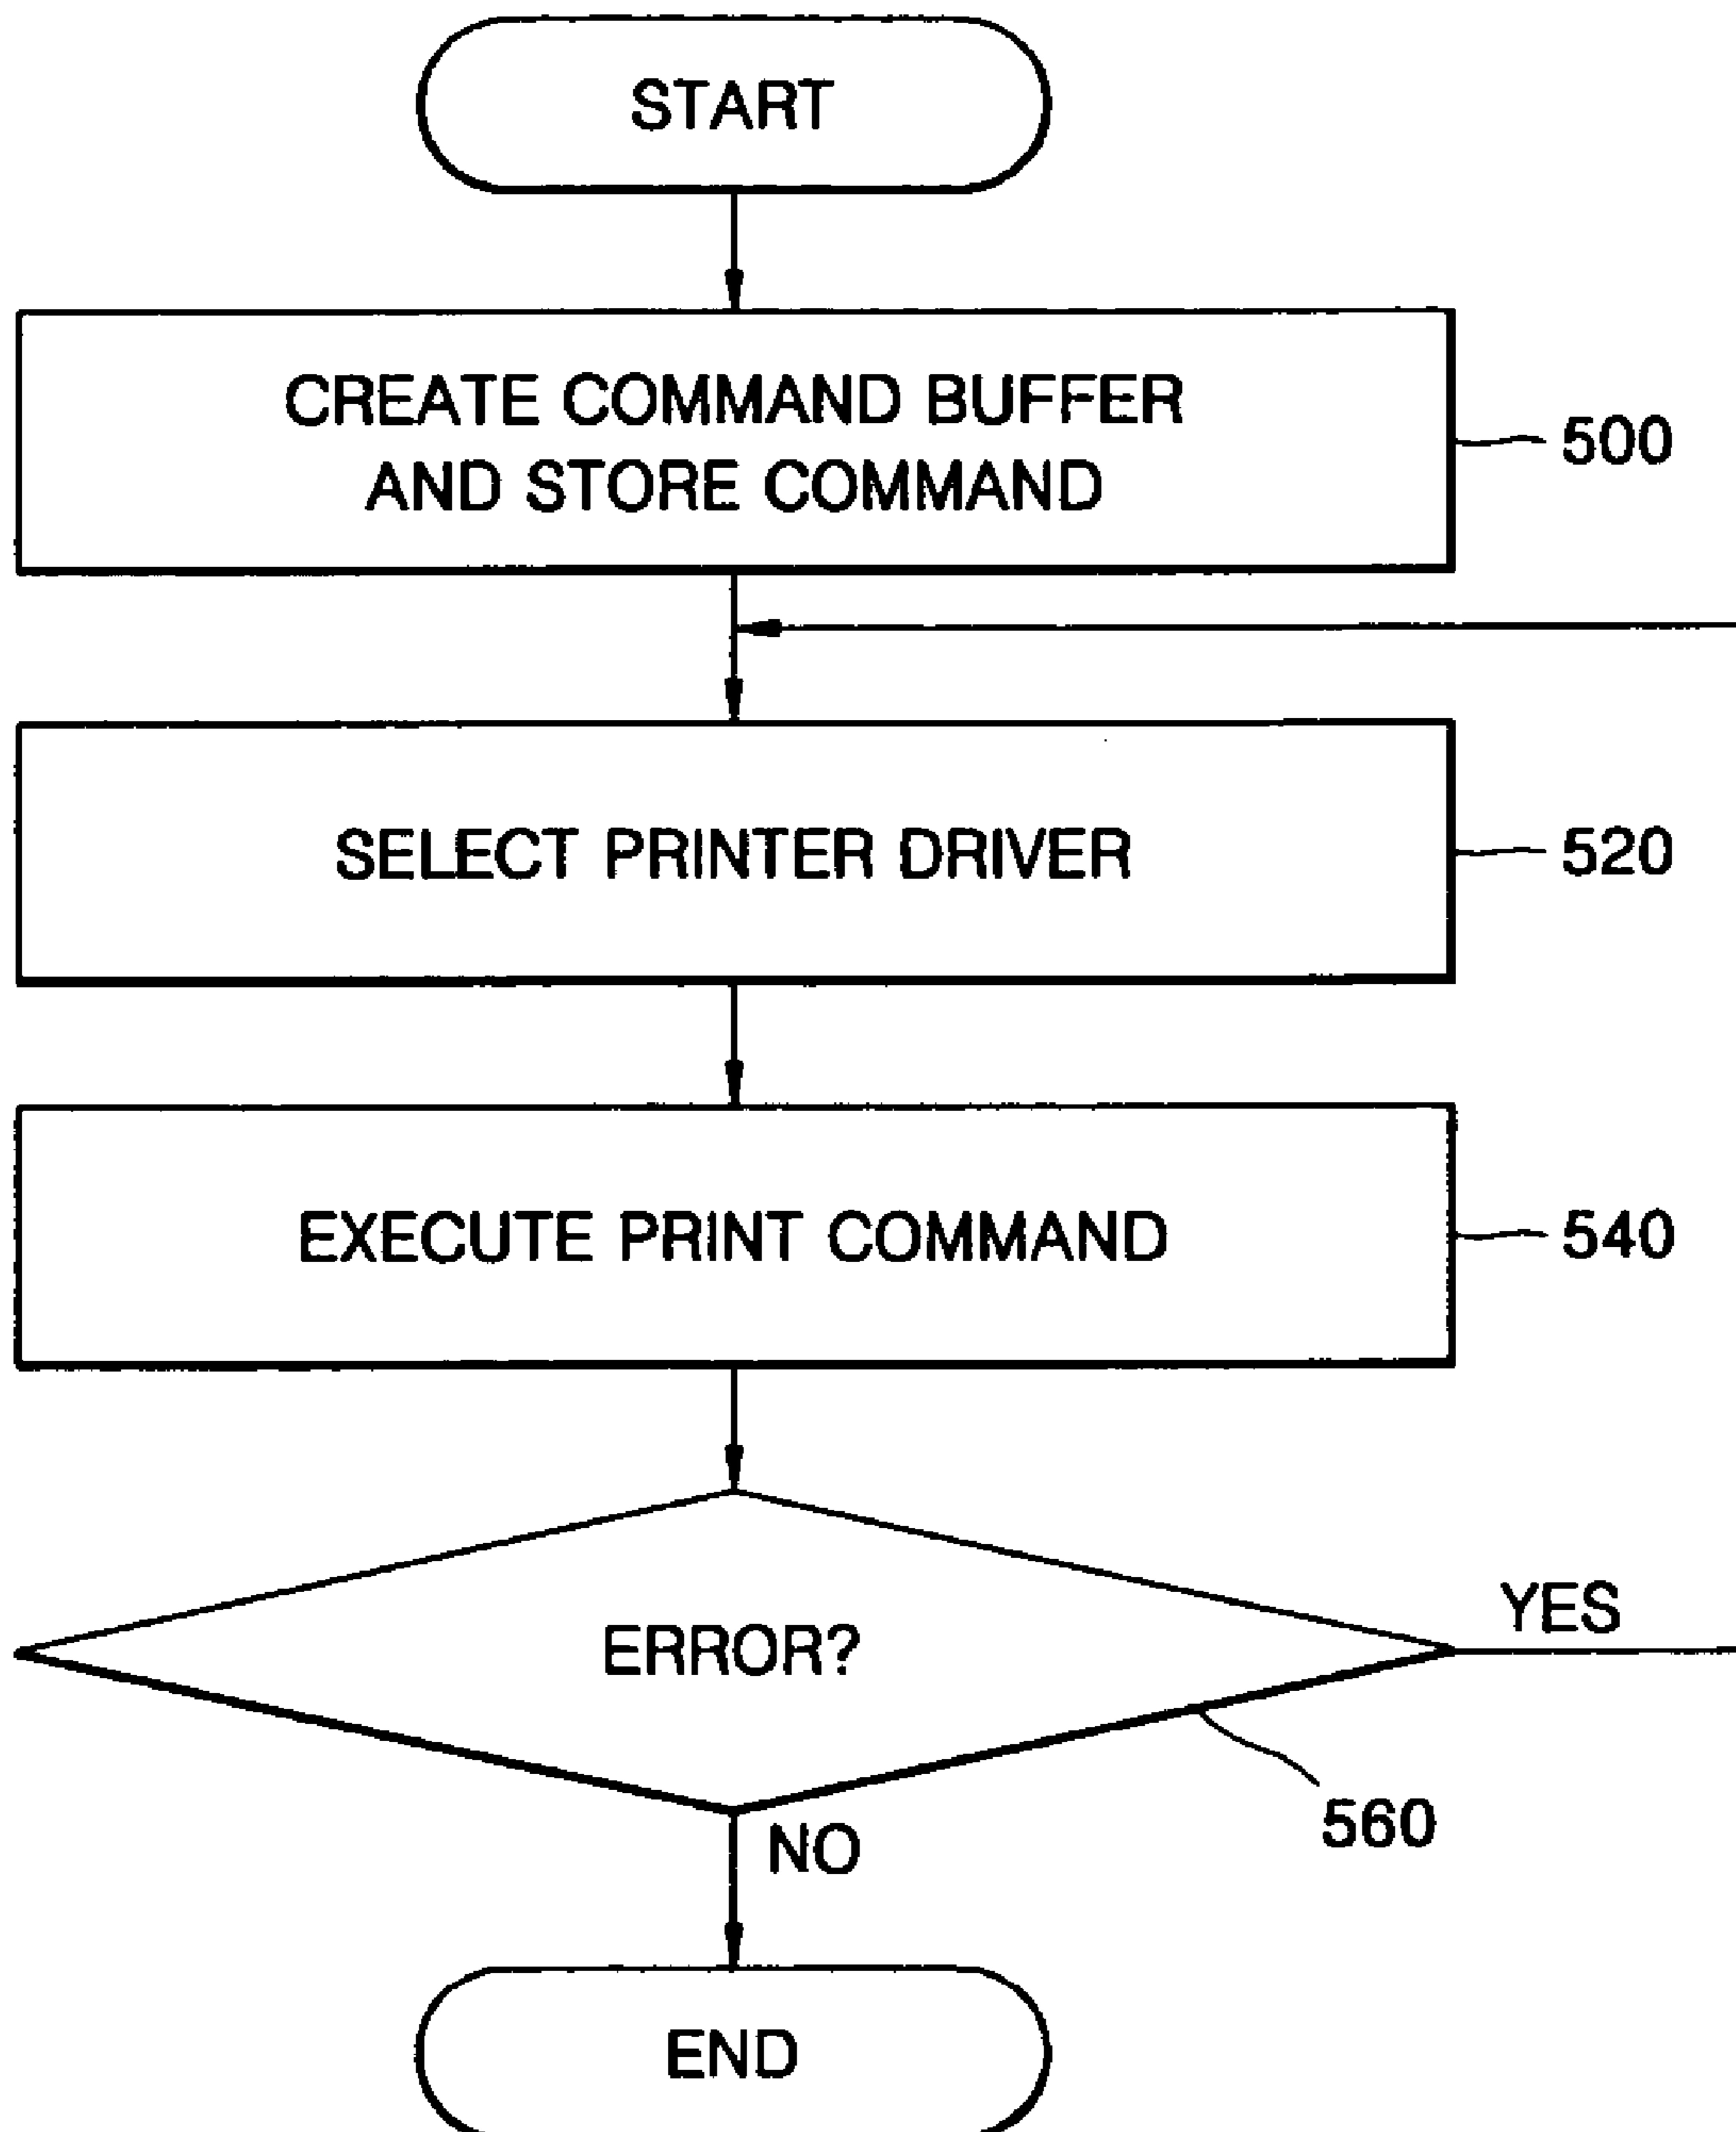 START
CREATE COMMAND BUFFER
AND STORE COMMAND
500
SELECT PRINTER DRIVER
520
EXECUTE PRINT COMMAND
540
ERROR?
YES
560
NO
END